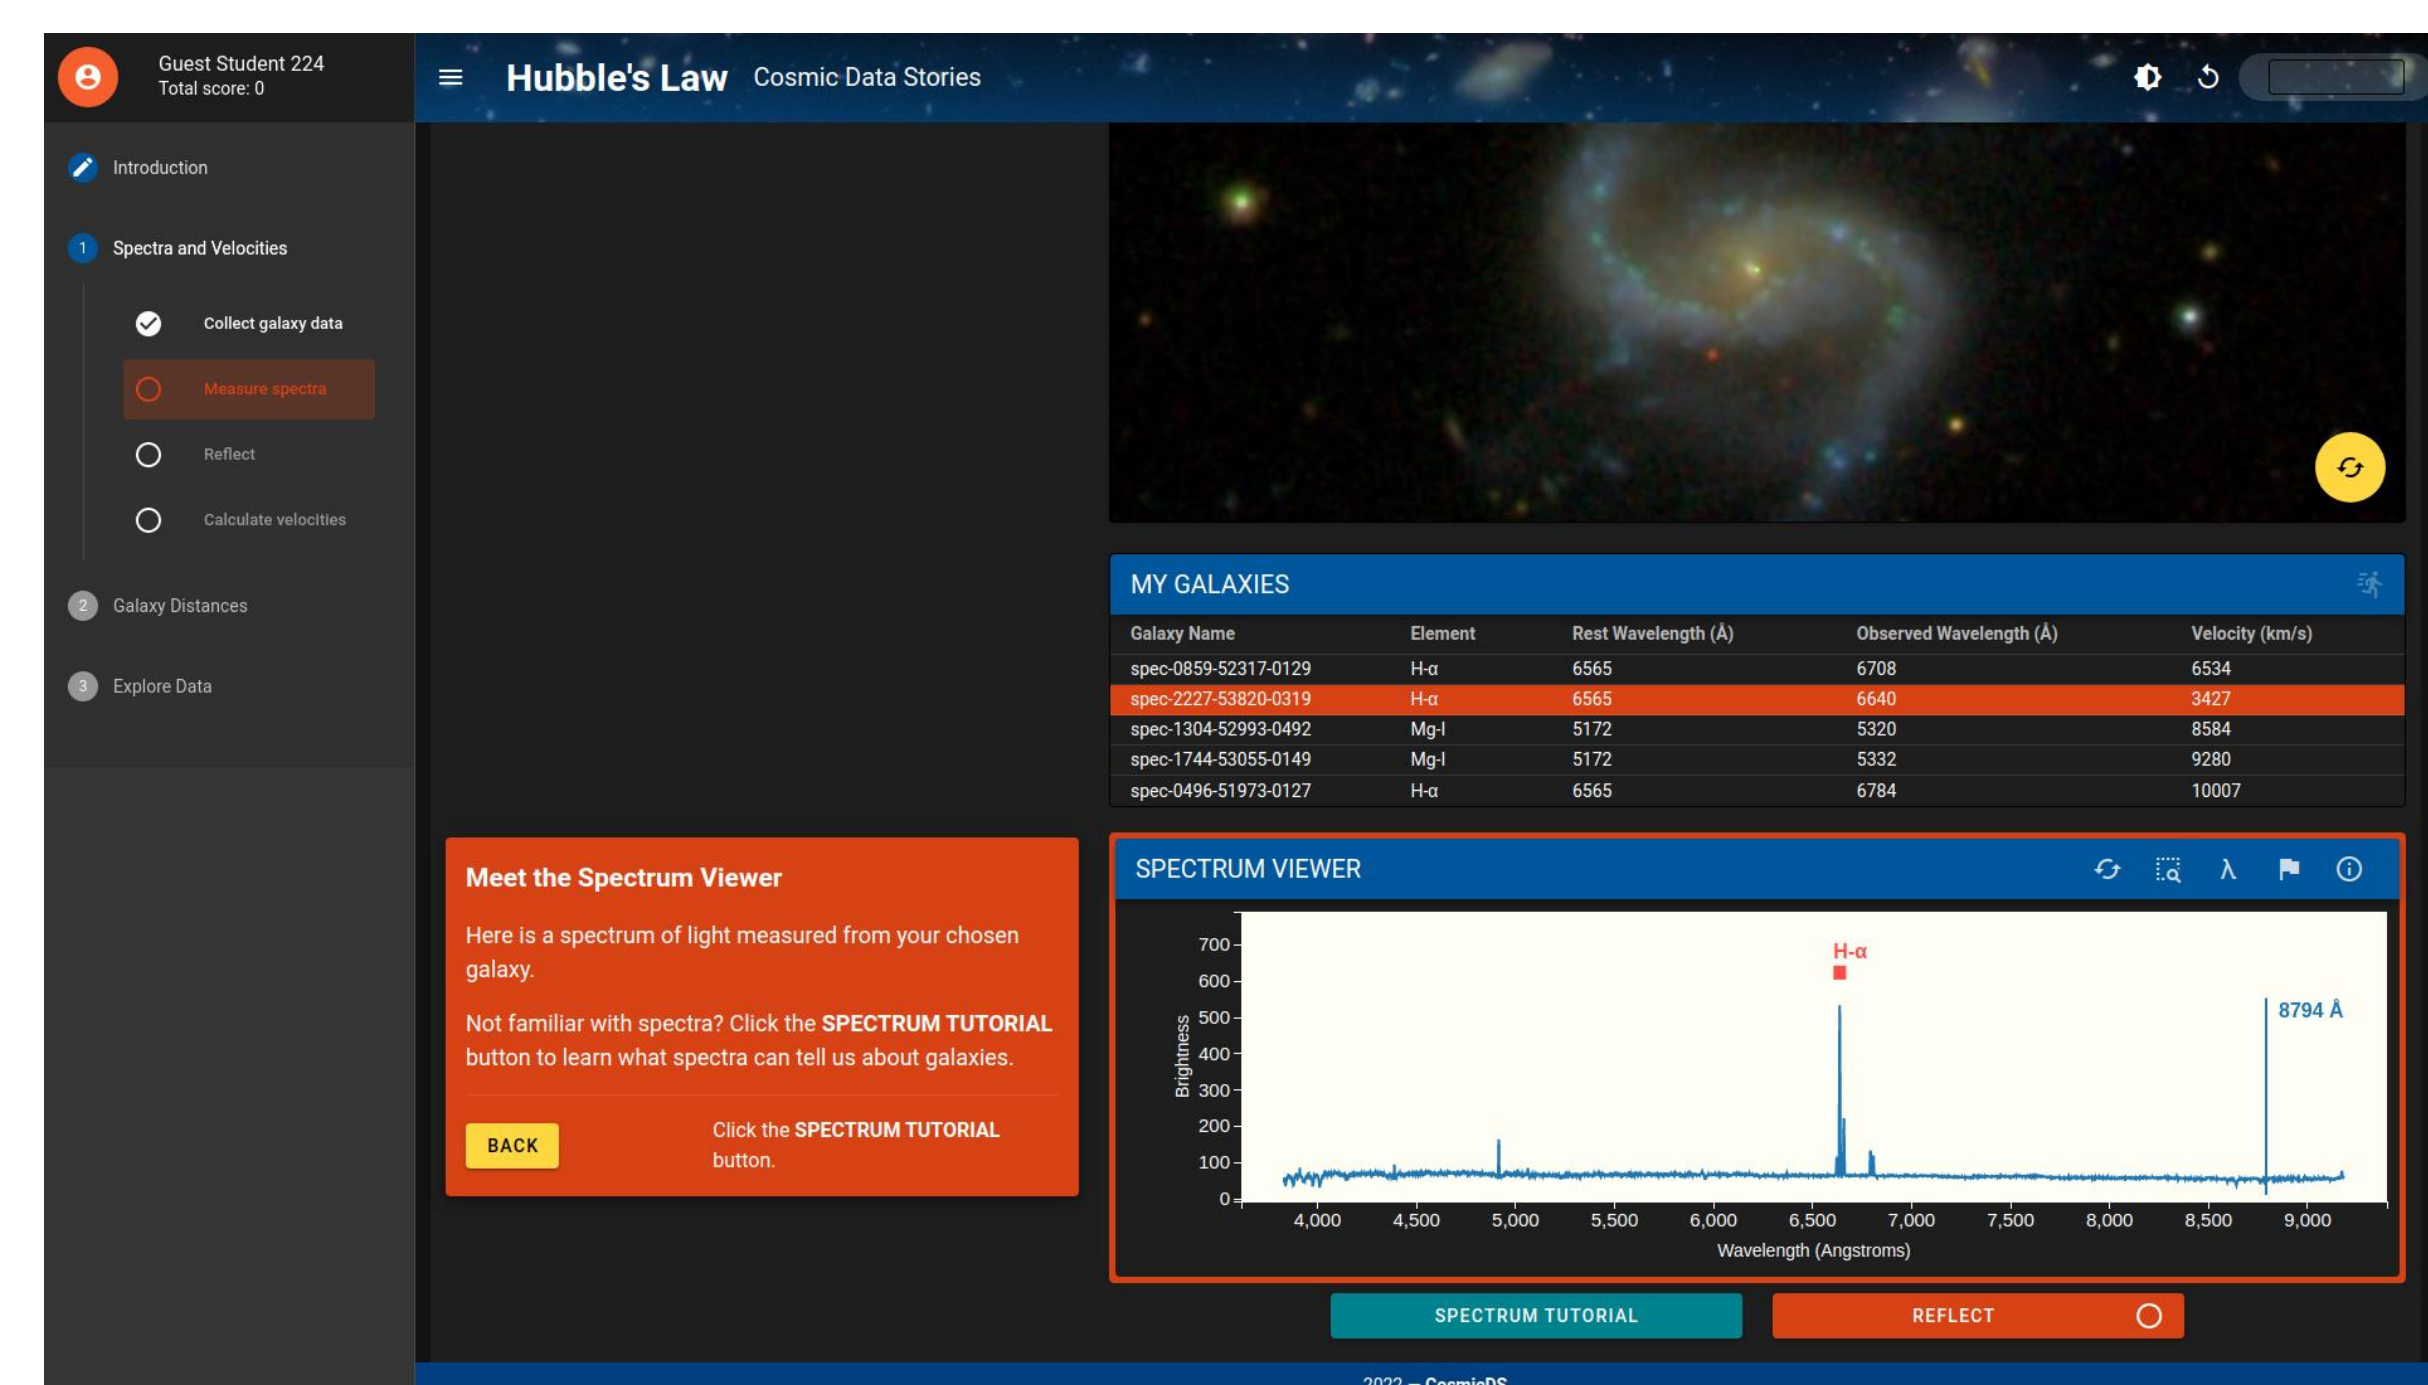 Guest Student 224
Total score: 0
Hubble's Law Cosmic Data Stories
Introduction
1 Spectra and Velocities
Collect galaxy data
Measure spectra
Reflect
Calculate velocities
2 Galaxy Distances
3 Explore Data
MY GALAXIES
Galaxy Name Element Rest Wavelength (Å) Observed Wavelength (Å) Velocity (km/s)
spec-0859-52317-0129 H-α 6565 6708 6534
spec-2227-53820-0319 H-α 6565 6640 3427
spec-1304-52993-0492 Mg-I 5172 5320 8584
spec-1744-53055-0149 Mg-I 5172 5332 9280
spec-0496-51973-0127 H-α 6565 6784 10007
Meet the Spectrum Viewer
Here is a spectrum of light measured from your chosen
galaxy.
Not familiar with spectra? Click the SPECTRUM TUTORIAL
button to learn what spectra can tell us about galaxies.
BACK
Click the SPECTRUM TUTORIAL
button.
SPECTRUM VIEWER λ
700
600
500
400
300
200
100
0
Brightness
H-α
8794 Å
4,000 4,500 5,000 5,500 6,000 6,500 7,000 7,500 8,000 8,500 9,000
Wavelength (Angstroms)
SPECTRUM TUTORIAL
REFLECT
2022 — CosmicDS